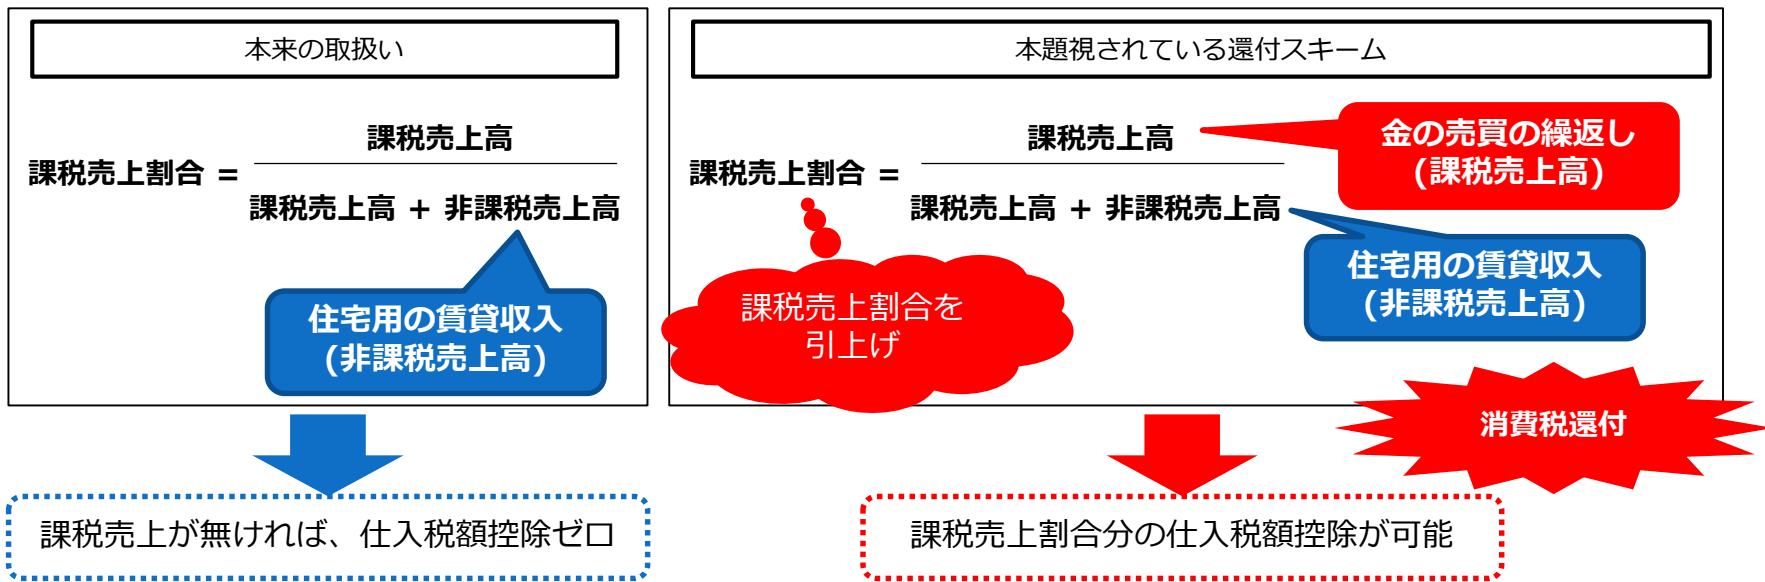 本来の取扱い
課税売上割合 =
課税売上高
課税売上高 + 非課税売上高
住宅用の賃貸収入
(非課税売上高)
課税売上が無ければ、仕入税額控除ゼロ
本題視されている還付スキーム
課税売上割合 =
課税売上高
課税売上高 + 非課税売上高
金の売買の繰返し
(課税売上高)
住宅用の賃貸収入
(非課税売上高)
課税売上割合を
引上げ
消費税還付
課税売上割合分の仕入税額控除が可能